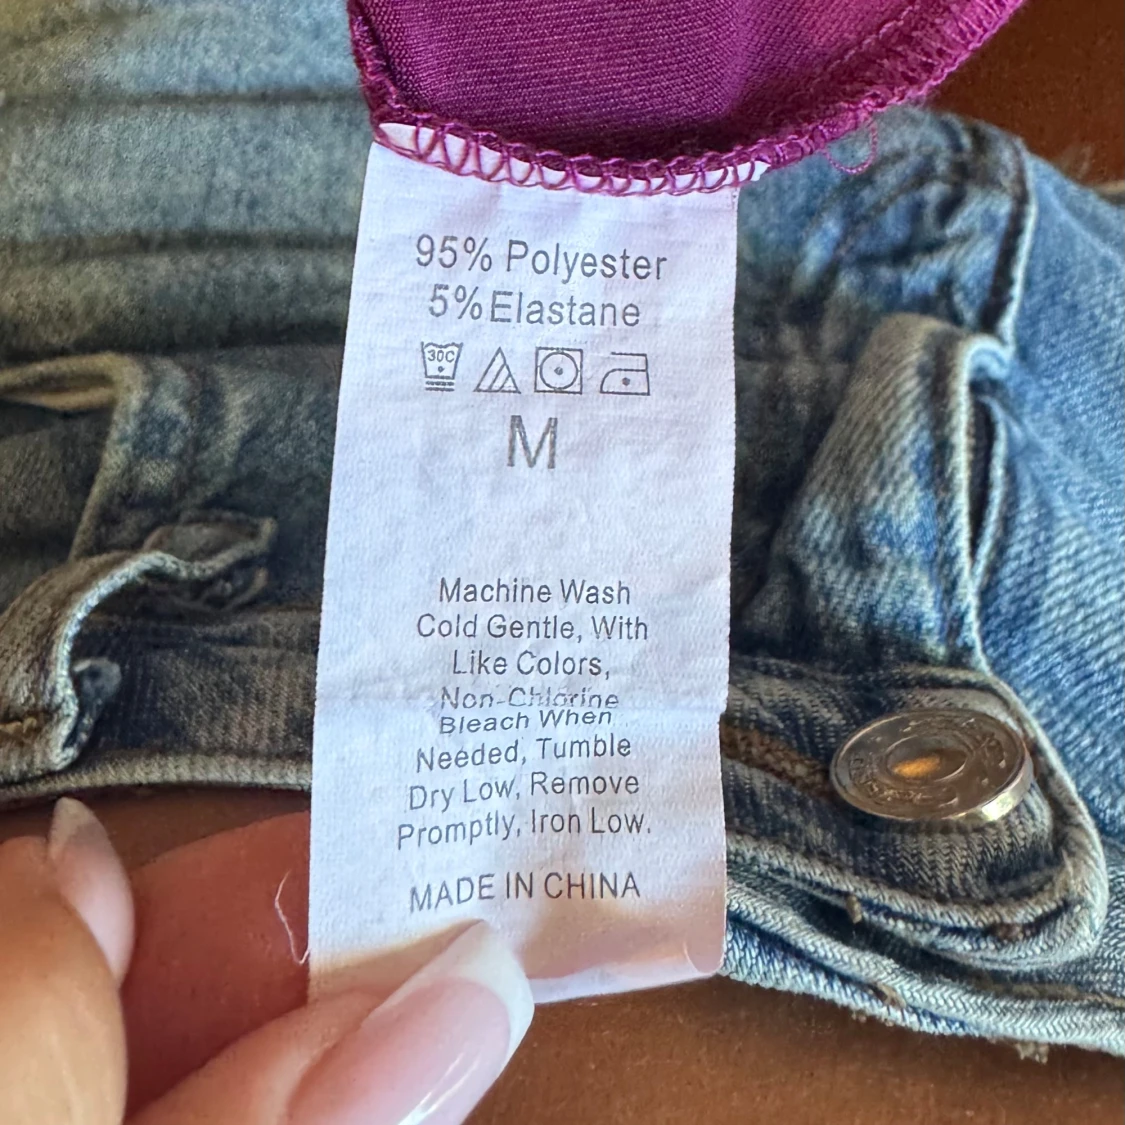 95% Polyester
5% Elastane
30C
M
Machine Wash
Cold Gentle, With
Like Colors,
Non-Chlorine
Bleach When
Needed, Tumble
Dry Low, Remove
Promptly, Iron Low.
MADE IN CHINA